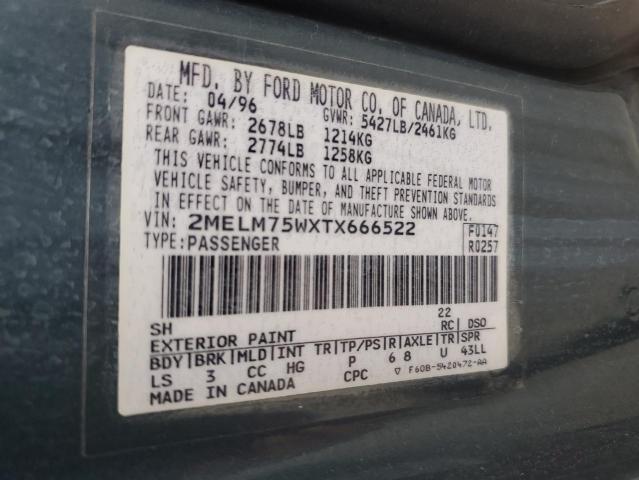 MFD. BY FORD MOTOR CO. OF CANADA, LTD.
DATE: 04/96 GVWR: 5427LB/2461KG
FRONT GAWR: 2678LB 1214KG
REAR GAWR: 2774LB 1258KG
THIS VEHICLE CONFORMS TO ALL APPLICABLE FEDERAL MOTOR
VEHICLE SAFETY, BUMPER, AND THEFT PREVENTION STANDARDS
IN EFFECT ON THE DATE OF MANUFACTURE SHOWN ABOVE.
VIN: 2MELM75WXTX666522 F0147
TYPE: PASSENGER R0257
22
SH RC DSO
EXTERIOR PAINT
BDY BRK MLD INT TR TP/PS R AXLE TR SPR
LS 3 CC HG P 6 8 U 43LL
MADE IN CANADA CPC ▽ F60B-5420472-AA